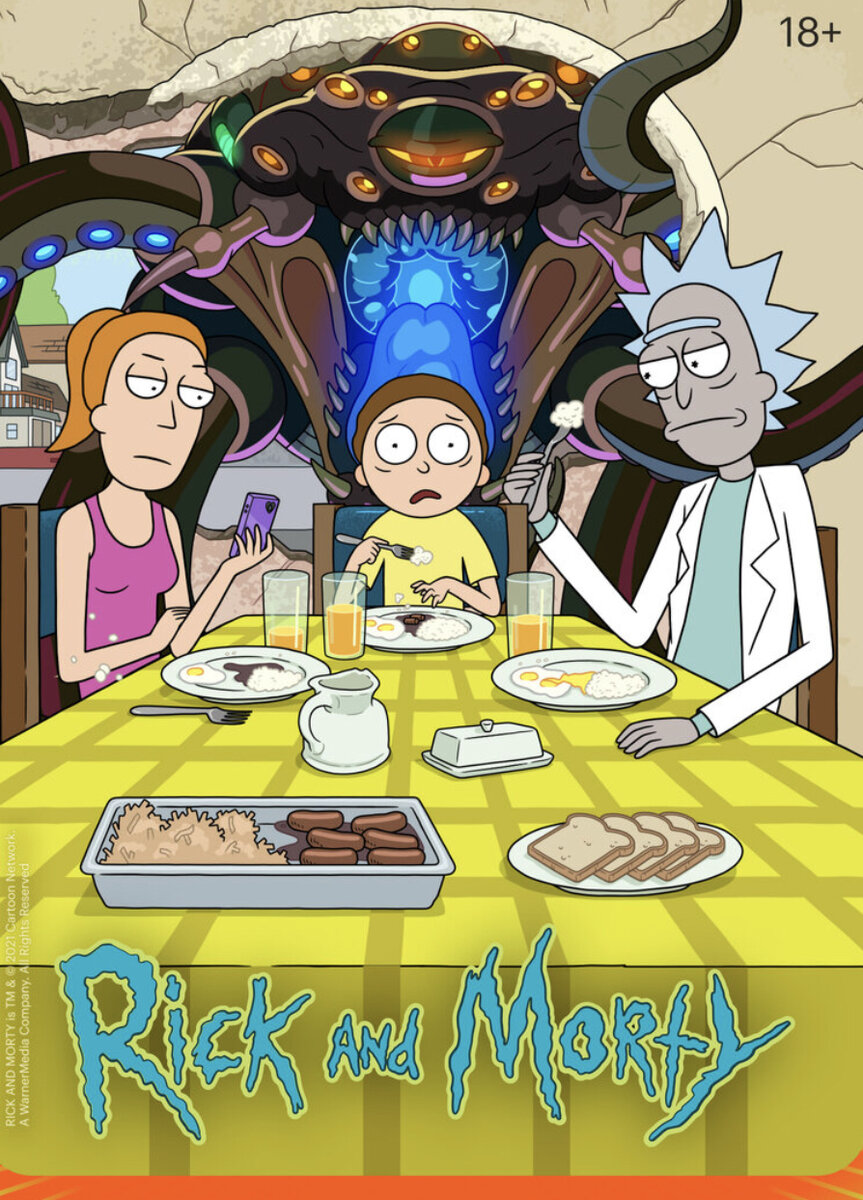 18+
RICK AND MORTY is TM & © 2021 Cartoon Network.
A WarnerMedia Company. All Rights Reserved
RICK AND MORTY